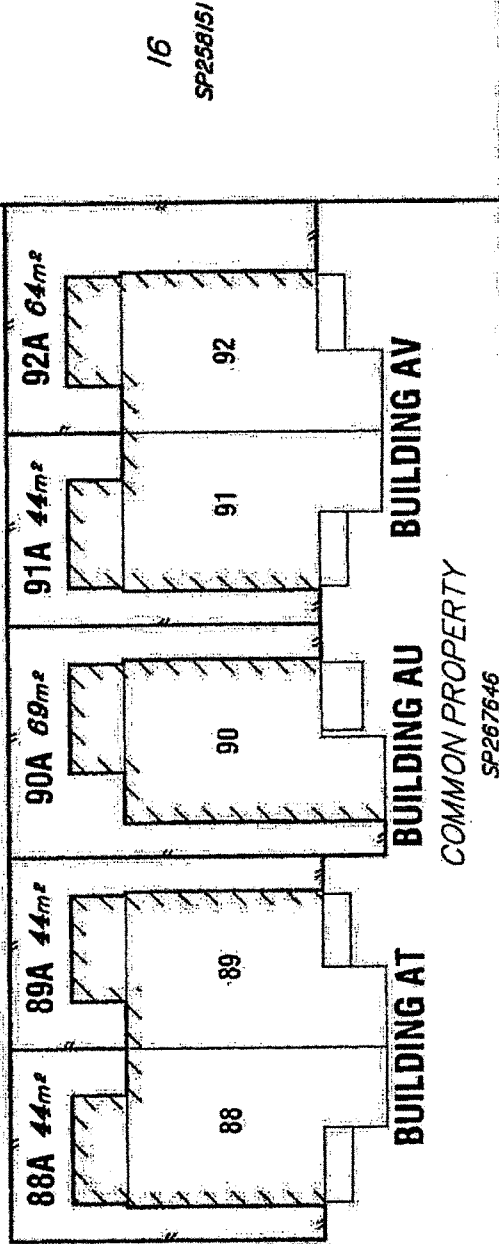 88A 44m²
89A 44m²
90A 69m²
91A 44m²
92A 64m²
16
SP258151
88
89
90
91
92
BUILDING AT
BUILDING AU
BUILDING AV
COMMON PROPERTY
SP267646